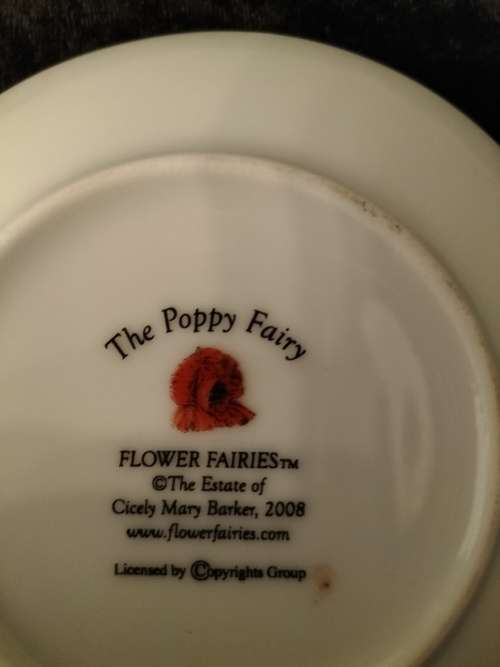 The Poppy Fairy
FLOWER FAIRIES™
©The Estate of
Cicely Mary Barker, 2008
www.flowerfairies.com
Licensed by ©opyrights Group